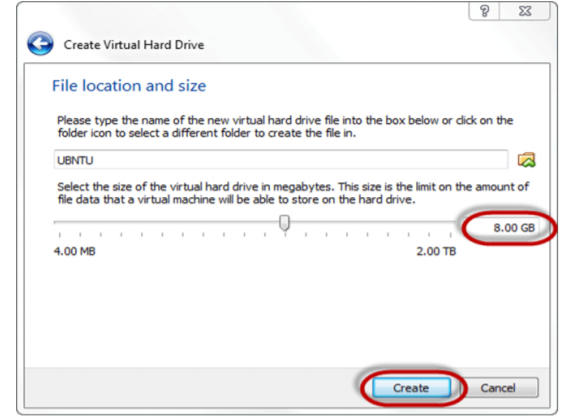 Create Virtual Hard Drive
File location and size
Please type the name of the new virtual hard drive file into the box below or click on the
folder icon to select a different folder to create the file in.
UBNTU
Select the size of the virtual hard drive in megabytes. This size is the limit on the amount of
file data that a virtual machine will be able to store on the hard drive.
8.00 GB
4.00 MB 2.00 TB
Create Cancel